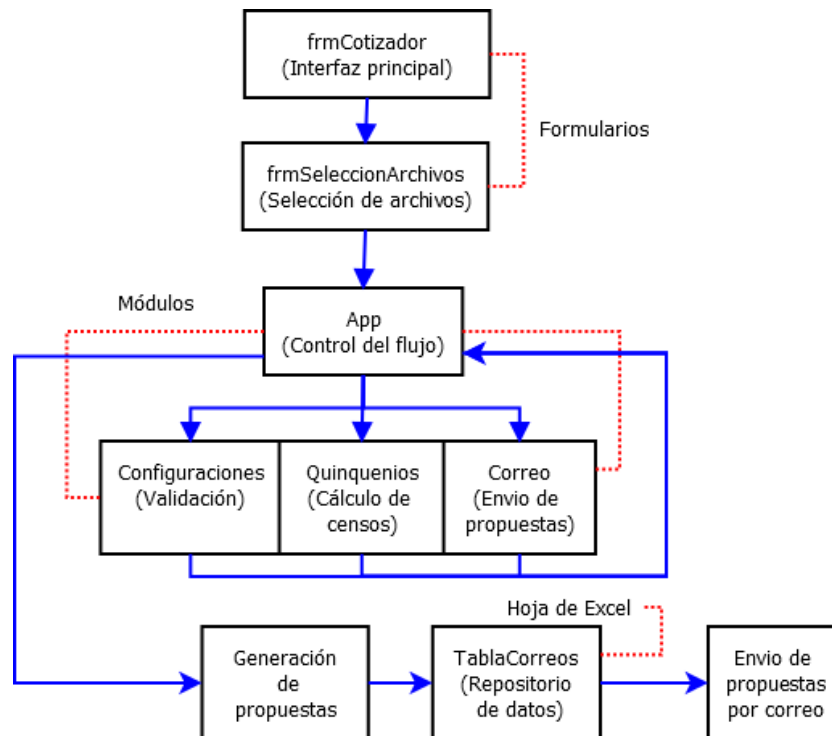 frmCotizador
(Interfaz principal)
Formularios
frmSeleccionArchivos
(Selección de archivos)
Módulos
App
(Control del flujo)
Configuraciones
(Validación)
Quinquenios
(Cálculo de
censos)
Correo
(Envio de
propuestas)
Hoja de Excel
Generación
de
propuestas
TablaCorreos
(Repositorio
de datos)
Envio de
propuestas
por correo